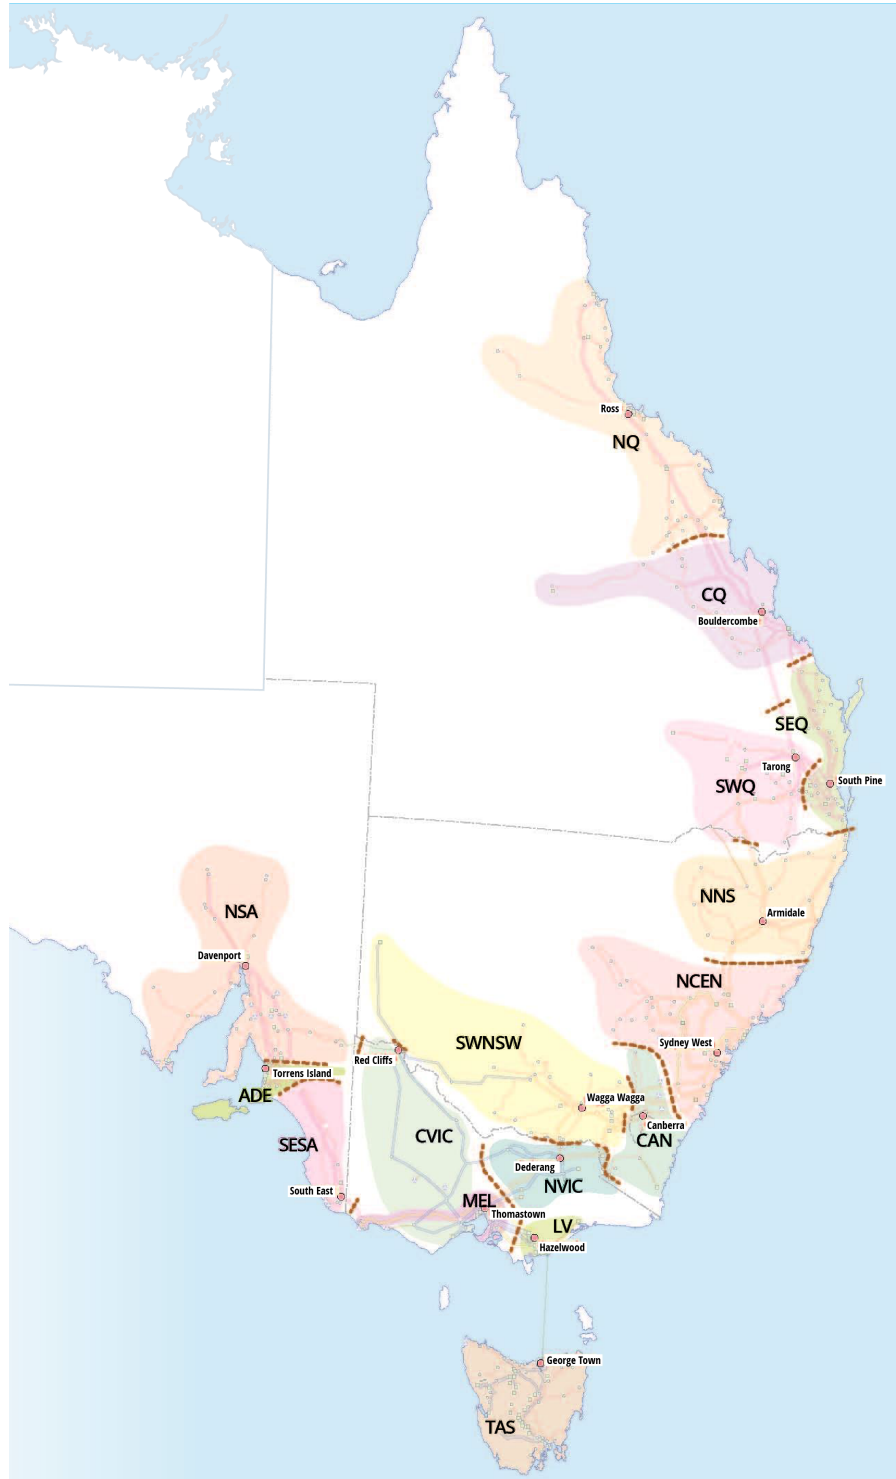 Ross
NQ
CQ
Bouldercombe
SEQ
Tarong
South Pine
SWQ
NNS
NSA
Armidale
Davenport
NCEN
SWNSW
Sydney West
Red Cliffs
Torrens Island
ADE
Wagga Wagga
Canberra
CVIC
CAN
SESA
Dederang
NVIC
South East
MEL
Thomastown
LV
Hazelwood
George Town
TAS